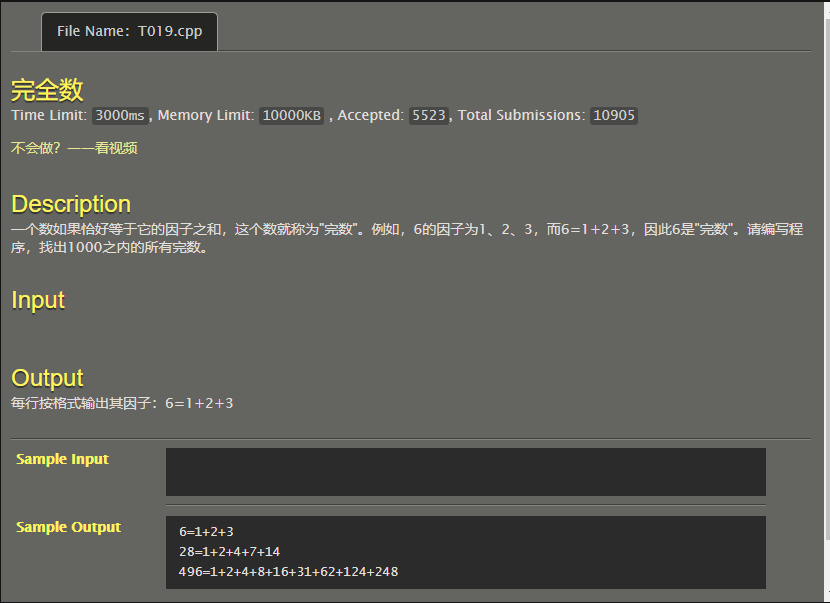 File Name: T019.cpp
完全数
Time Limit: 3000ms , Memory Limit: 10000KB , Accepted: 5523, Total Submissions: 10905
不会做？——看视频
Description
一个数如果恰好等于它的因子之和，这个数就称为"完数"。例如，6的因子为1、2、3，而6=1+2+3，因此6是"完数"。请编写程
序，找出1000之内的所有完数。
Input
Output
每行按格式输出其因子：6=1+2+3
Sample Input
Sample Output
6=1+2+3
28=1+2+4+7+14
496=1+2+4+8+16+31+62+124+248